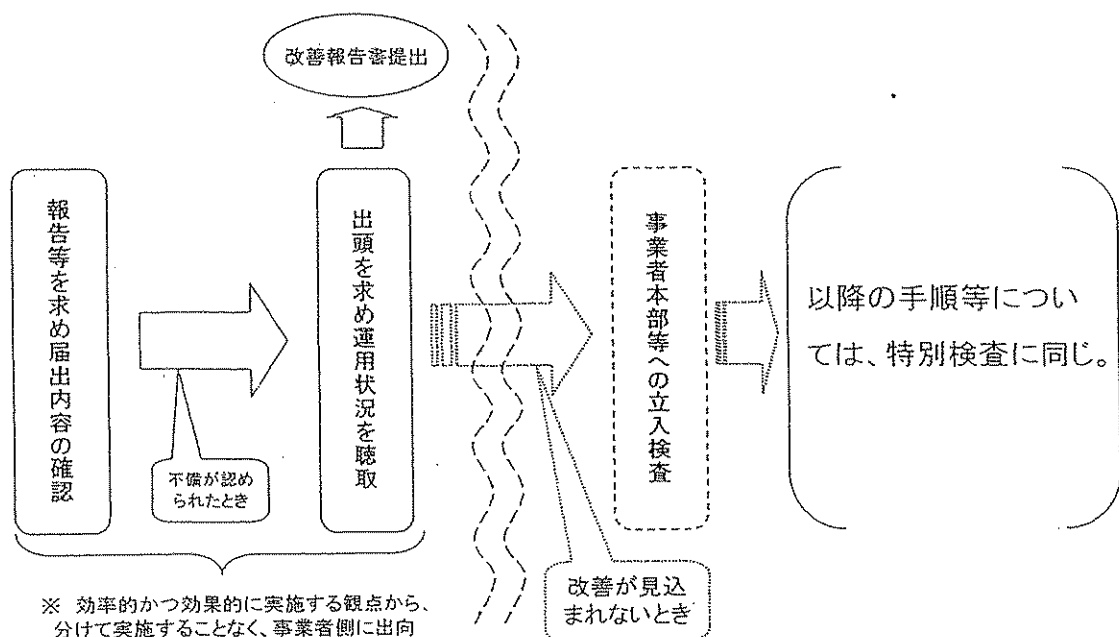 改善報告書提出
報告等を求め届出内容の確認
不備が認め
られたとき
出頭を求め運用状況を聴取
事業者本部等への立入検査
改善が見込
まれないとき
以降の手順等につい
ては、特別検査に同じ。
※ 効率的かつ効果的に実施する観点から、
分けて実施することなく、事業者側に出向